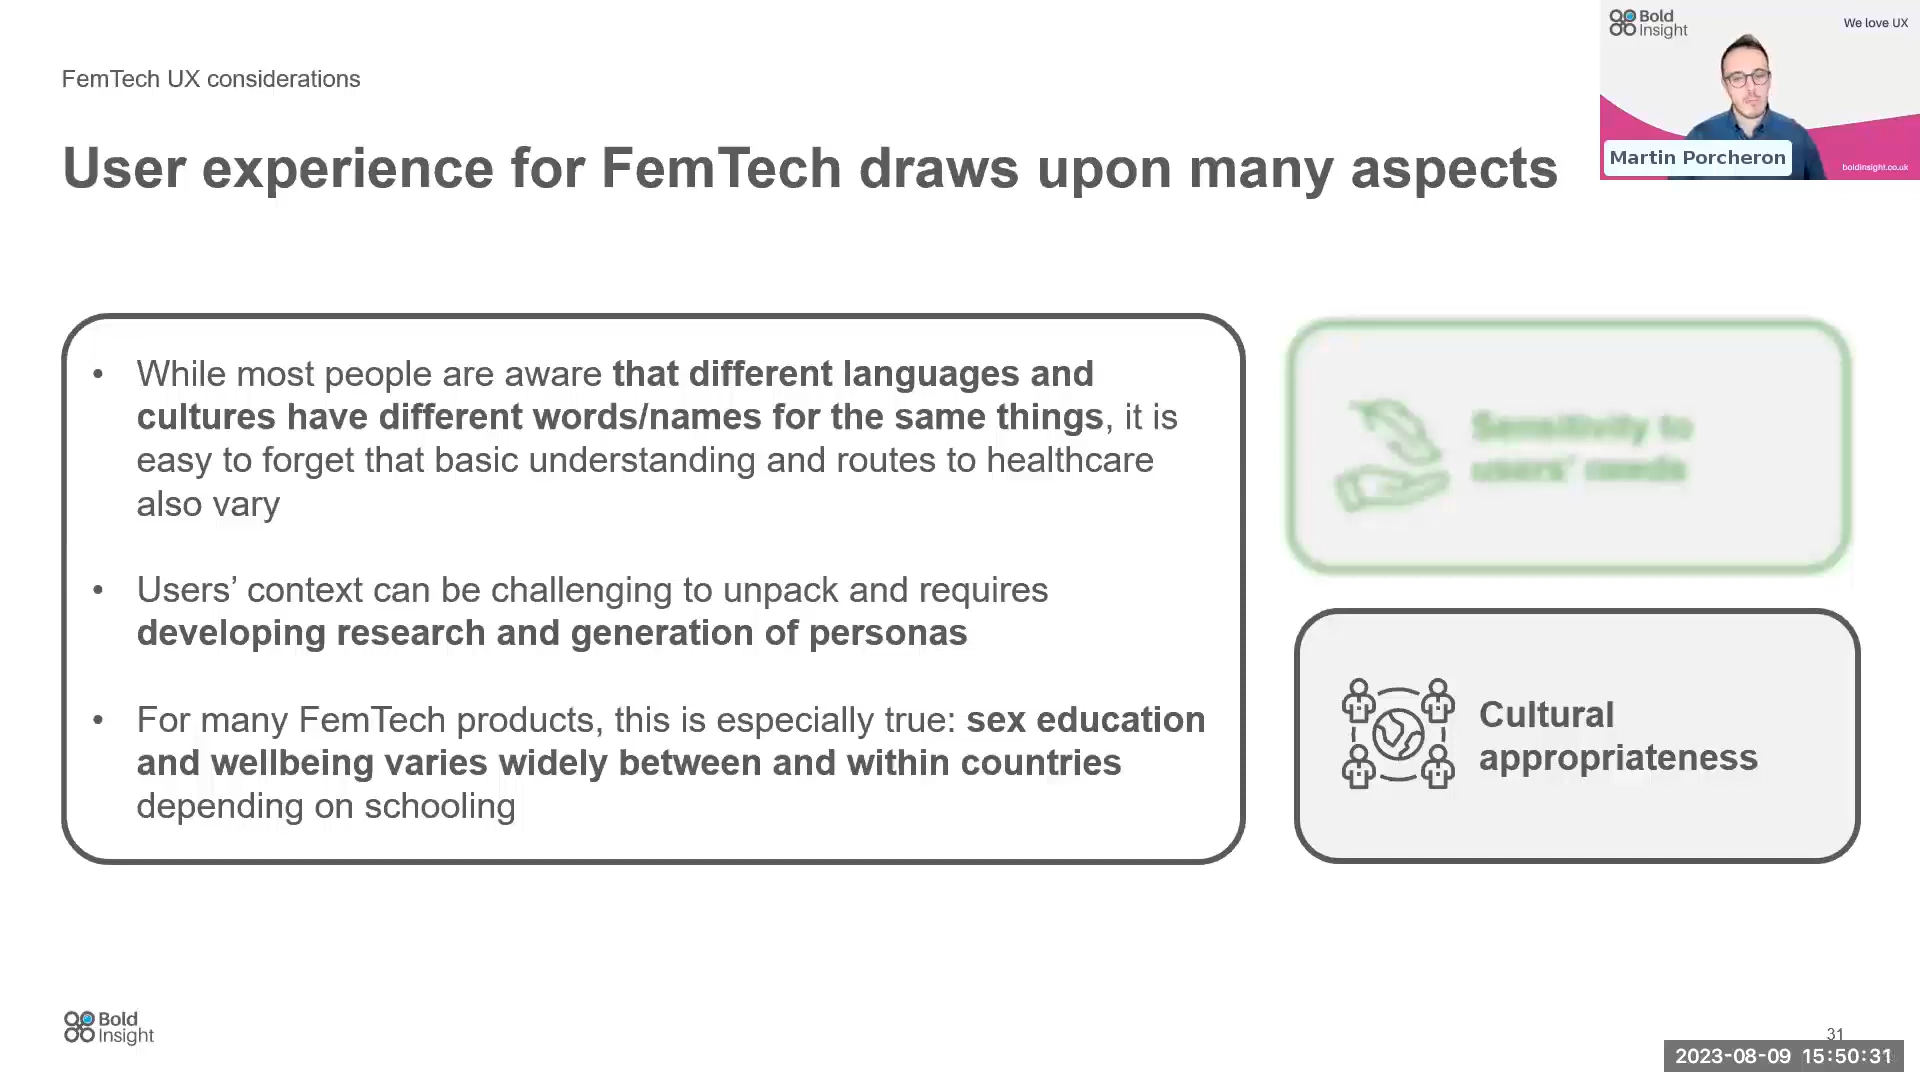 FemTech UX considerations
User experience for FemTech draws upon many aspects
Bold
Insight
We love UX
Martin Porcheron
boldinsight.co.uk
• While most people are aware that different languages and
cultures have different words/names for the same things, it is
easy to forget that basic understanding and routes to healthcare
also vary
• Users’ context can be challenging to unpack and requires
developing research and generation of personas
• For many FemTech products, this is especially true: sex education
and wellbeing varies widely between and within countries
depending on schooling
Sensitivity to
users’ needs
Cultural
appropriateness
Bold
Insight
31
2023-08-09 15:50:31